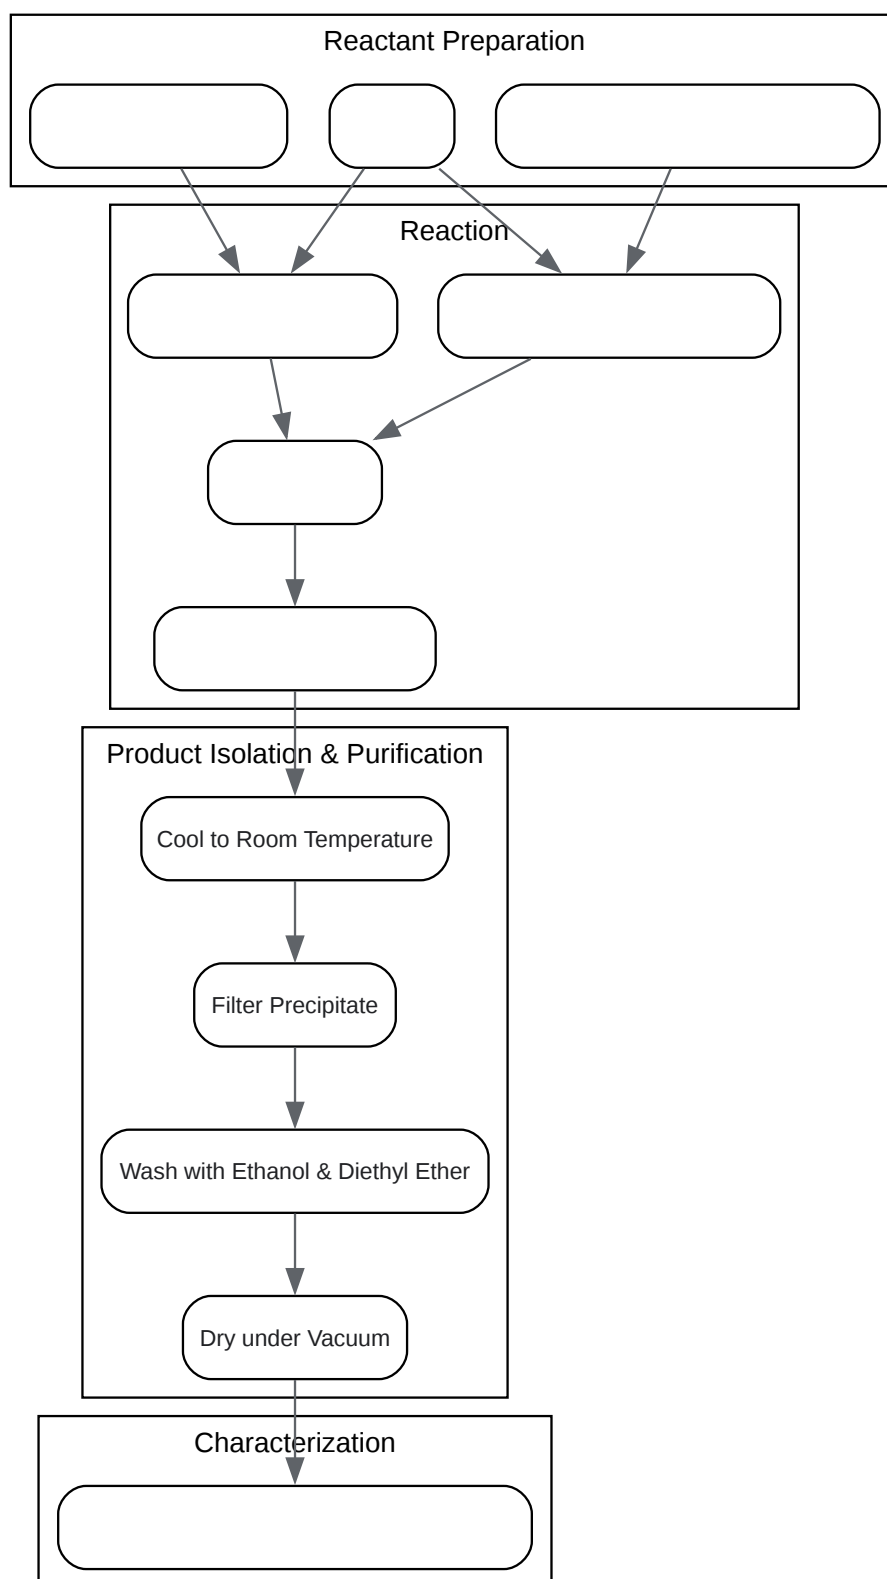 Reactant Preparation
Reaction
Product Isolation & Purification
Cool to Room Temperature
Filter Precipitate
Wash with Ethanol & Diethyl Ether
Dry under Vacuum
Characterization